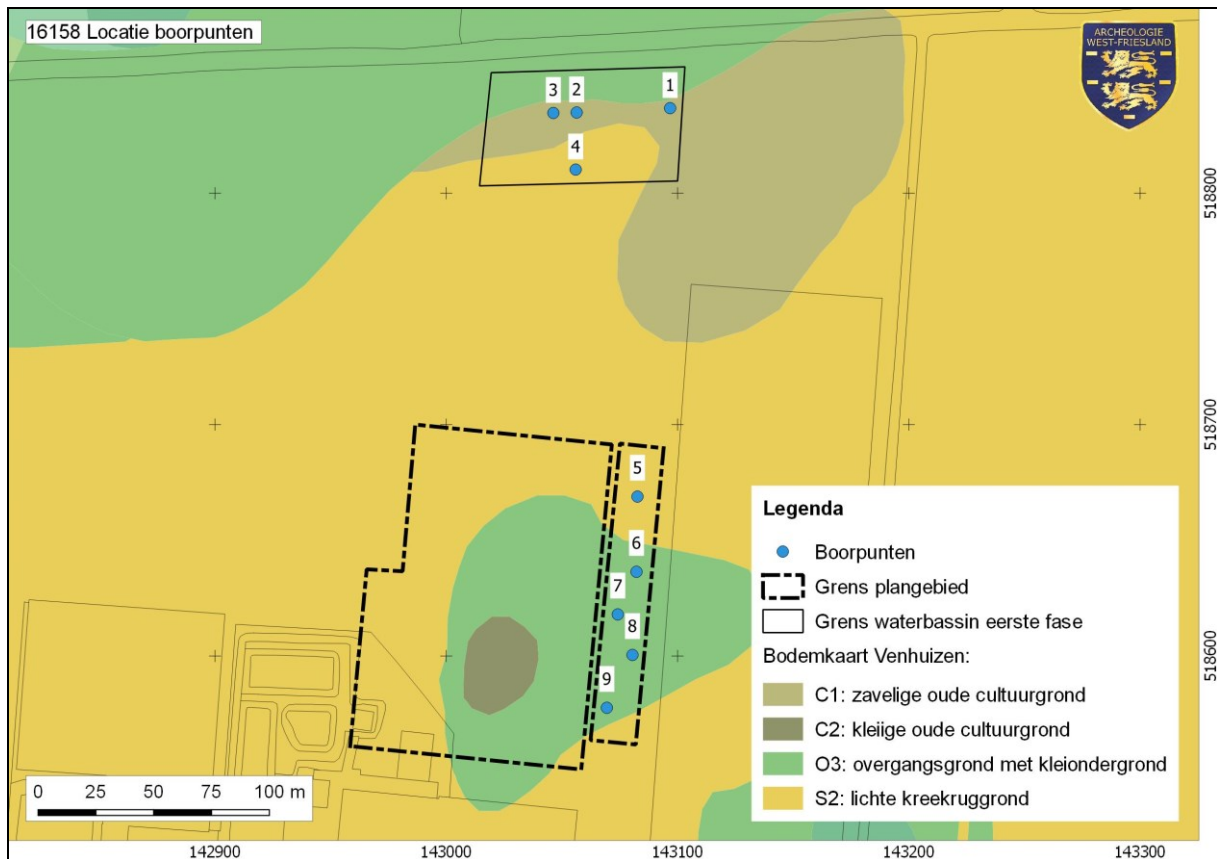 16158 Locatie boorpunten
ARCHEOLOGIE
WEST-FRIESLAND
3
2
1
4
518800
518700
5
6
7
8
9
518600
Legenda
Boorpunten
Grens plangebied
Grens waterbassin eerste fase
Bodemkaart Venhuizen:
C1: zavelige oude cultuurgrond
C2: kleiige oude cultuurgrond
O3: overgangsgrond met kleiondergrond
S2: lichte kreekruggrond
0 25 50 75 100 m
142900 143000 143100 143200 143300